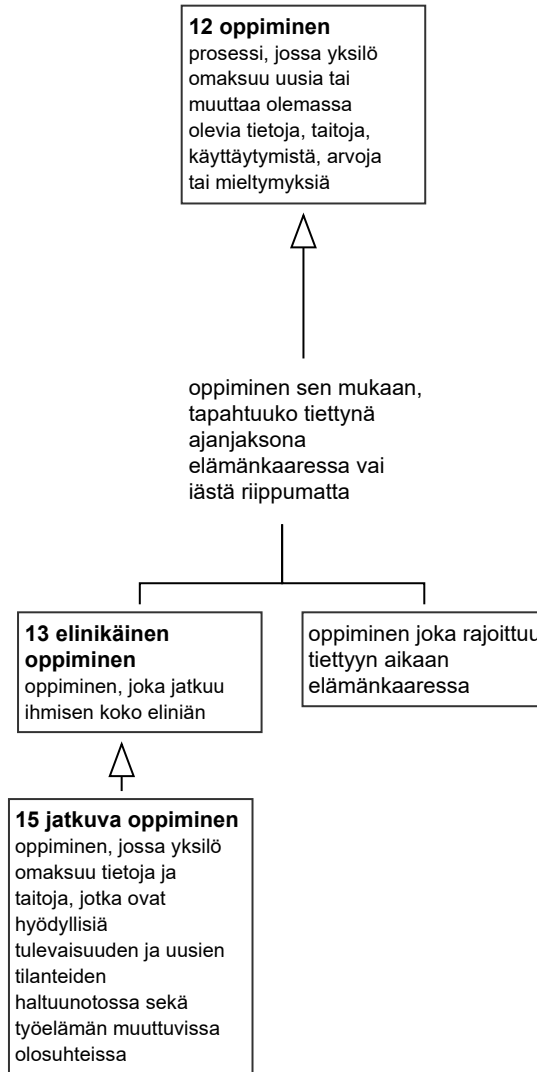 12 oppiminen
prosessi, jossa yksilö
omaksuu uusia tai
muuttaa olemassa
olevia tietoja, taitoja,
käyttäytymistä, arvoja
tai mieltymyksiä
oppiminen sen mukaan,
tapahtuuko tiettynä
ajanjaksona
elämänkaaressa vai
iästä riippumatta
13 elinikäinen
oppiminen
oppiminen, joka jatkuu
ihmisen koko eliniän
oppiminen joka rajoittuu
tiettyyn aikaan
elämänkaaressa
15 jatkuva oppiminen
oppiminen, jossa yksilö
omaksuu tietoja ja
taitoja, jotka ovat
hyödyllisiä
tulevaisuuden ja uusien
tilanteiden
haltuunotossa sekä
työelämän muuttuvissa
olosuhteissa